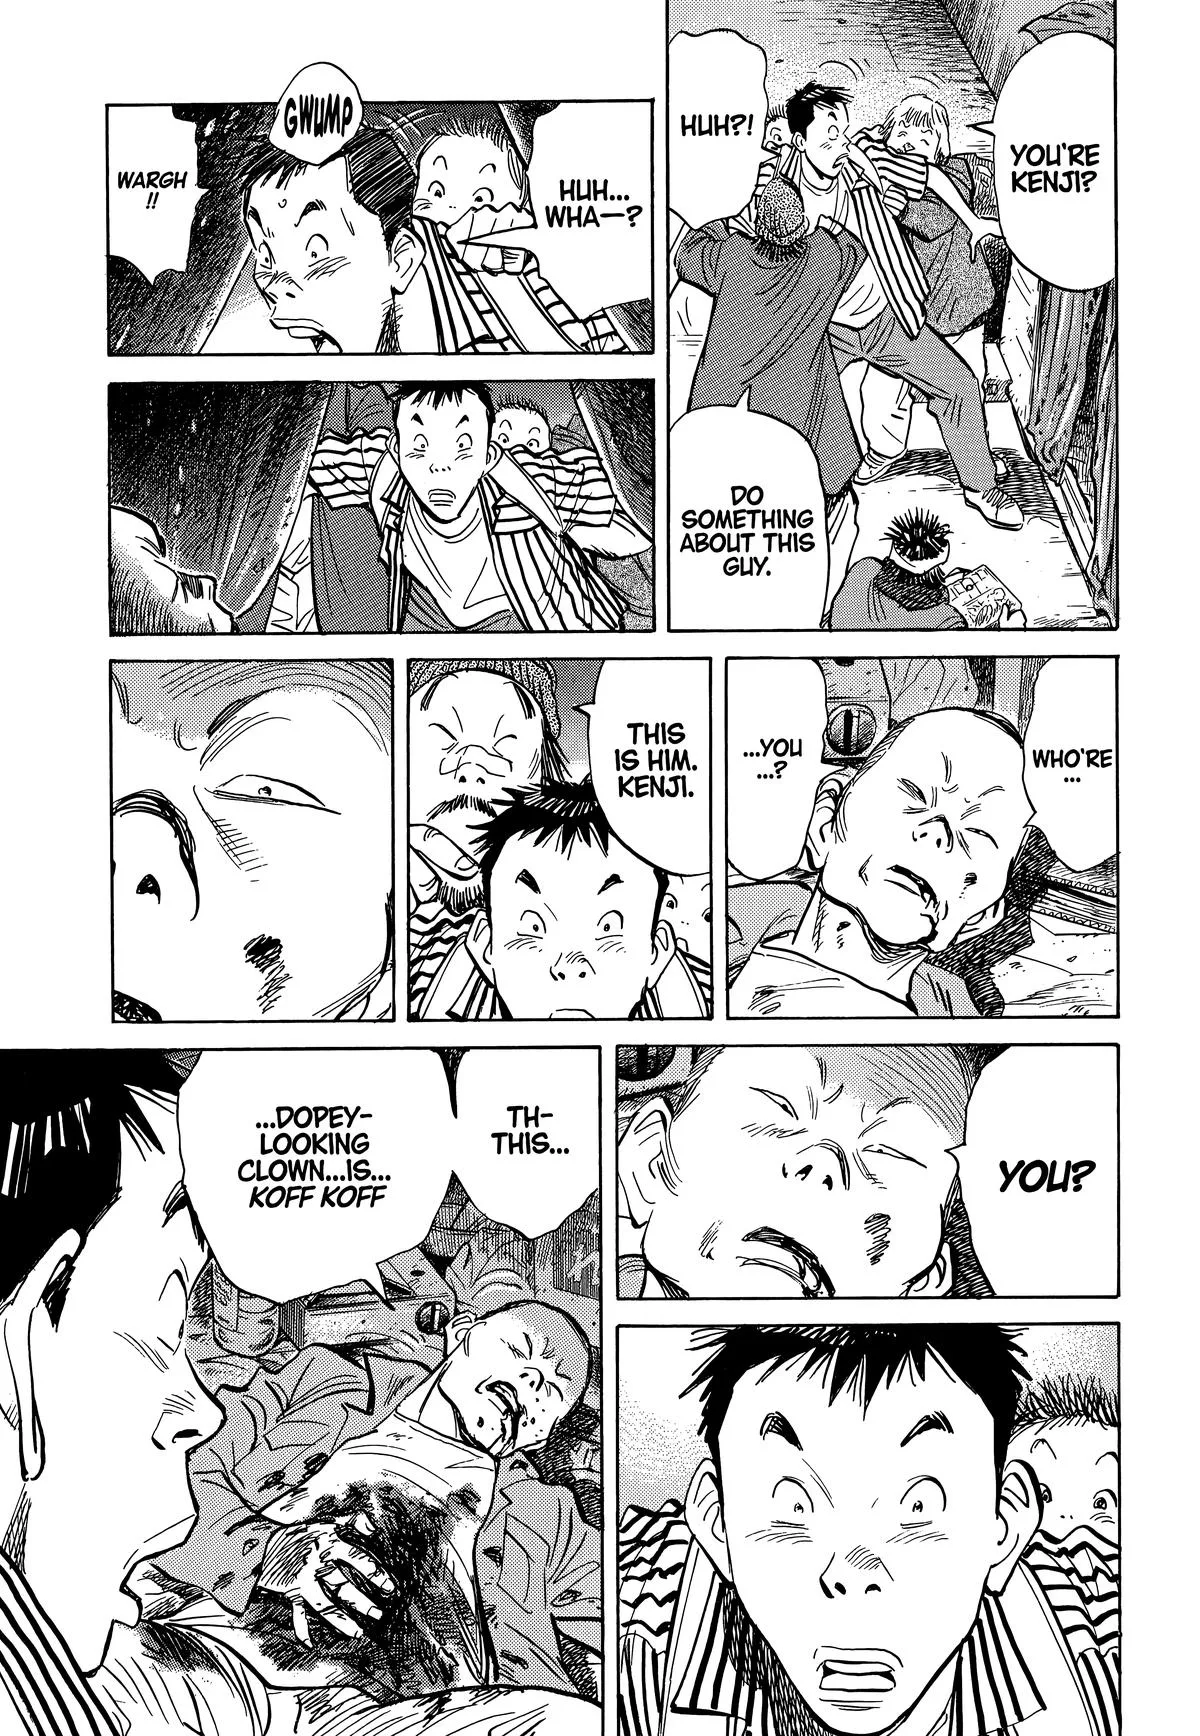 YOU'RE
KENJI?
HUH?!
DO
SOMETHING
ABOUT THIS
GUY.
GWUMP
HUH...
WHA—?
WARGH
!!
WHO'RE
...
...YOU
...?
THIS
IS HIM.
KENJI.
YOU?
TH-
THIS...
...DOPEY-
LOOKING
CLOWN...IS...
KOFF KOFF